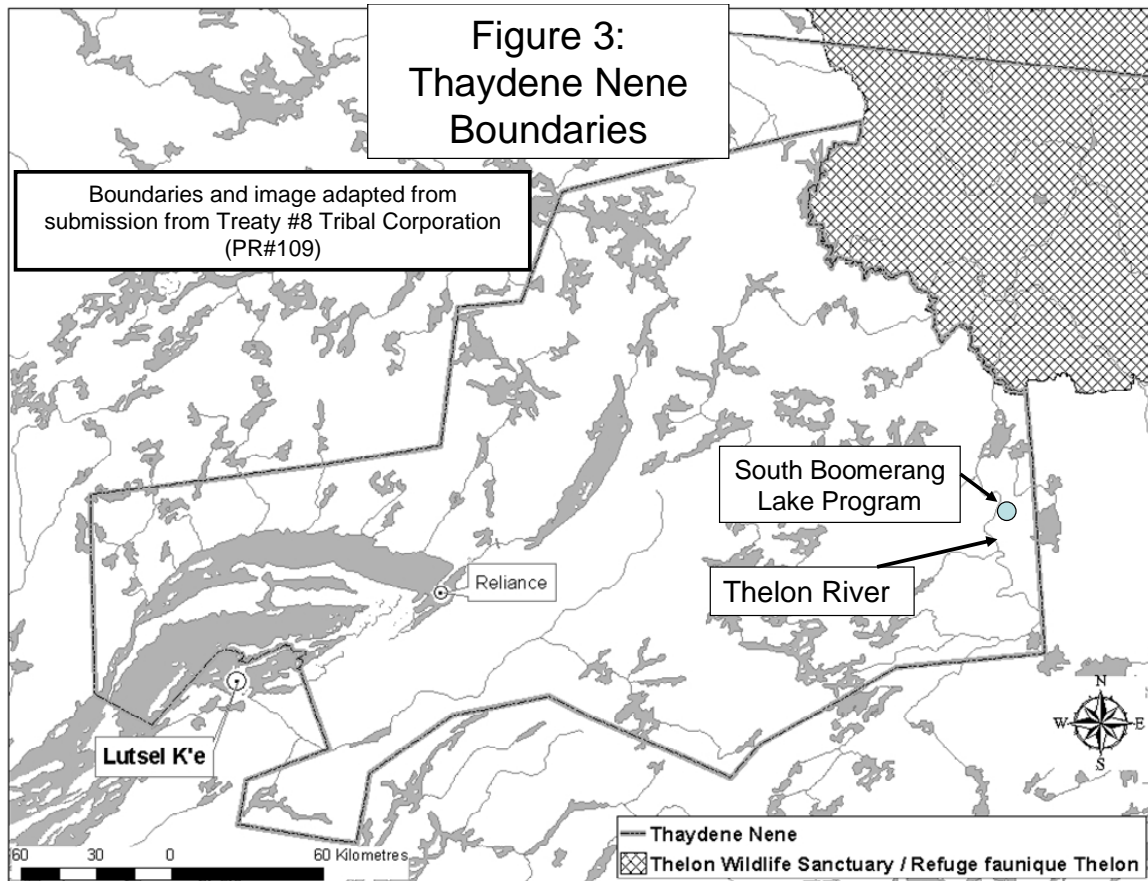 Figure 3:
Thaydene Nene
Boundaries
Boundaries and image adapted from
submission from Treaty #8 Tribal Corporation
(PR#109)
South Boomerang
Lake Program
Reliance
Thelon River
Lutsel K'e
N
W E
S
60 30 0 60 Kilometres
Thaydene Nene
Thelon Wildlife Sanctuary / Refuge faunique Thelon